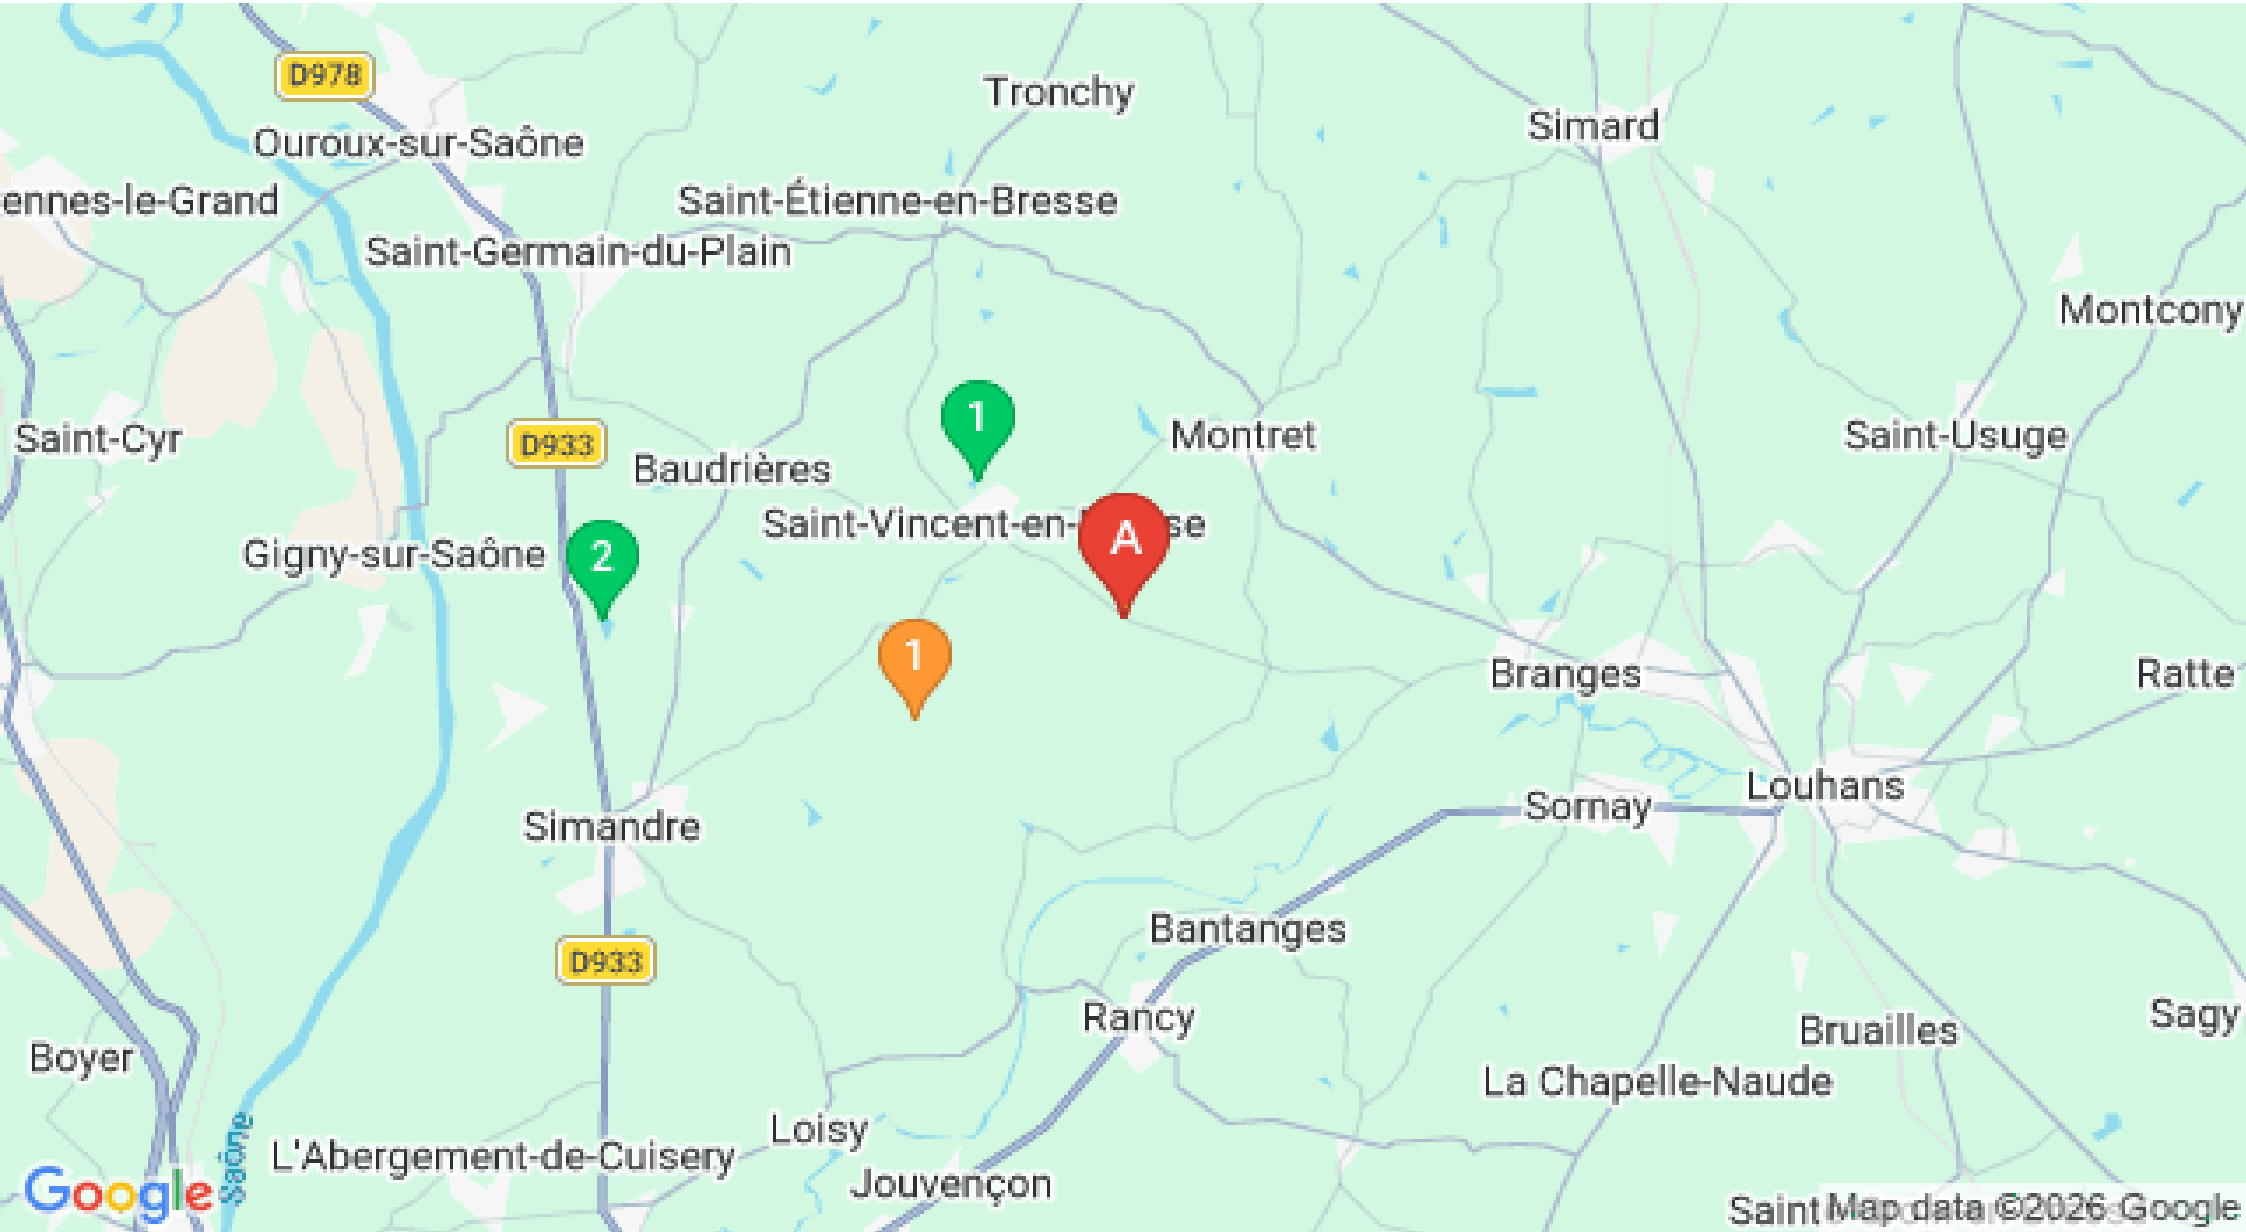 D978
Tronchy
Simard
Ouroux-sur-Saône
ennes-le-Grand
Saint-Étienne-en-Bresse
Saint-Germain-du-Plain
Montcony
1
Saint-Cyr
D933
Baudrières
Montret
Saint-Usuge
Saint-Vincent-en- se
A
Gigny-sur-Saône
2
1
Branges
Ratte
Simandre
Sornay
Louhans
Bantanges
D933
Rancy
Sagy
Bruailles
Boyer
La Chapelle-Naude
Loisy
L'Abergement-de-Cuisery
Jouvençon
Saône
Google
Saint
Map data ©2026 Google